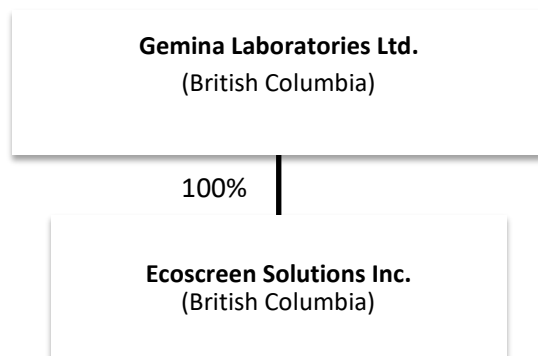 Gemina Laboratories Ltd.
(British Columbia)
100%
Ecoscreen Solutions Inc.
(British Columbia)